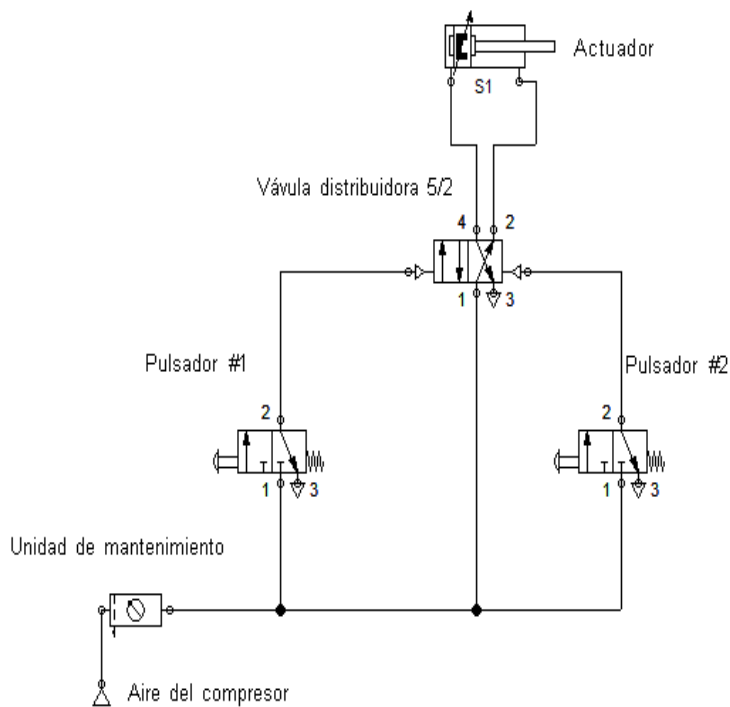 Actuador
S1
Vávula distribuidora 5/2
4 2
1 3
Pulsador #1
Pulsador #2
2
2
1 3
1 3
Unidad de mantenimiento
Aire del compresor